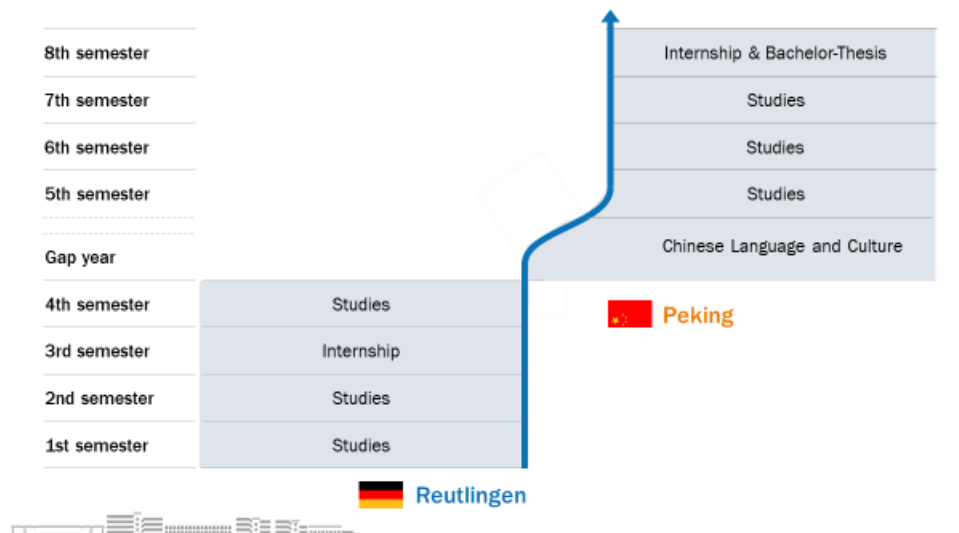 8th semester Internship & Bachelor-Thesis
7th semester Studies
6th semester Studies
5th semester Studies
Gap year Chinese Language and Culture
4th semester Studies
Peking
3rd semester Internship
2nd semester Studies
1st semester Studies
Reutlingen